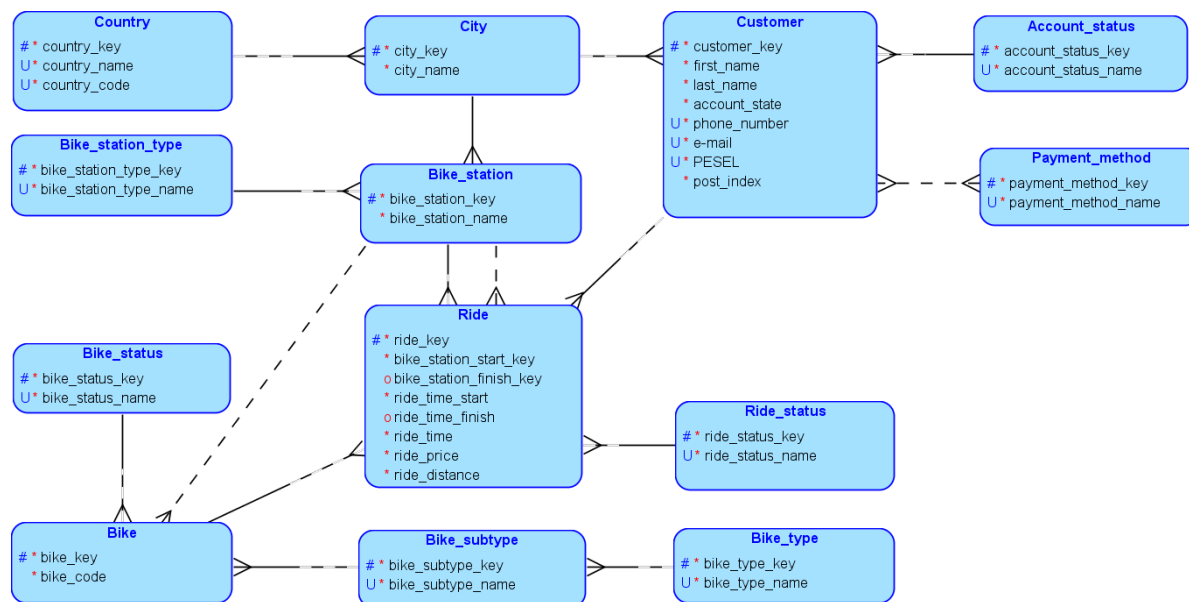 Country
# * country_key
U * country_name
U * country_code
City
# * city_key
* city_name
Customer
# * customer_key
* first_name
* last_name
* account_state
U * phone_number
U * e-mail
U * PESEL
* post_index
Account_status
# * account_status_key
U * account_status_name
Bike_station_type
# * bike_station_type_key
U * bike_station_type_name
Bike_station
# * bike_station_key
* bike_station_name
Payment_method
# * payment_method_key
U * payment_method_name
Ride
# * ride_key
* bike_station_start_key
o bike_station_finish_key
* ride_time_start
o ride_time_finish
* ride_time
* ride_price
* ride_distance
Bike_status
# * bike_status_key
U * bike_status_name
Ride_status
# * ride_status_key
U * ride_status_name
Bike
# * bike_key
* bike_code
Bike_subtype
# * bike_subtype_key
U * bike_subtype_name
Bike_type
# * bike_type_key
U * bike_type_name